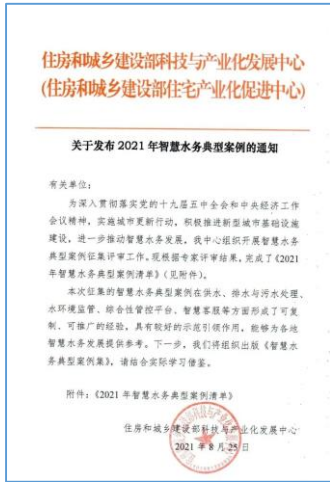 住房和城乡建设部科技与产业化发展中心
(住房和城乡建设部住宅产业化促进中心)
关于发布 2021 年智慧水务典型案例的通知
有关单位:
为深入贯彻落实党的十九届五中全会和中央经济工作
会议精神,实施城市更新行动,积极推进新型城市基础设施
建设,进一步推动智慧水务发展,我中心组织开展智慧水务
典型案例征集评审工作。现根据专家评审结果,完成了《2021
年智慧水务典型案例清单》(见附件)。
本次征集的智慧水务典型案例在供水、排水与污水处理、
水环境监管、综合性管控平台、智慧客服等方面形成了可复
制、可推广的经验,具有较好的示范引领作用,能够为各地
智慧水务发展提供参考。下一步,我们将组织出版《智慧水
务典型案例集》,请结合实际学习借鉴。
附件:《2021 年智慧水务典型案例清单》
住房和城乡建设部科技与产业化发展中心
2021 年 8 月 25 日